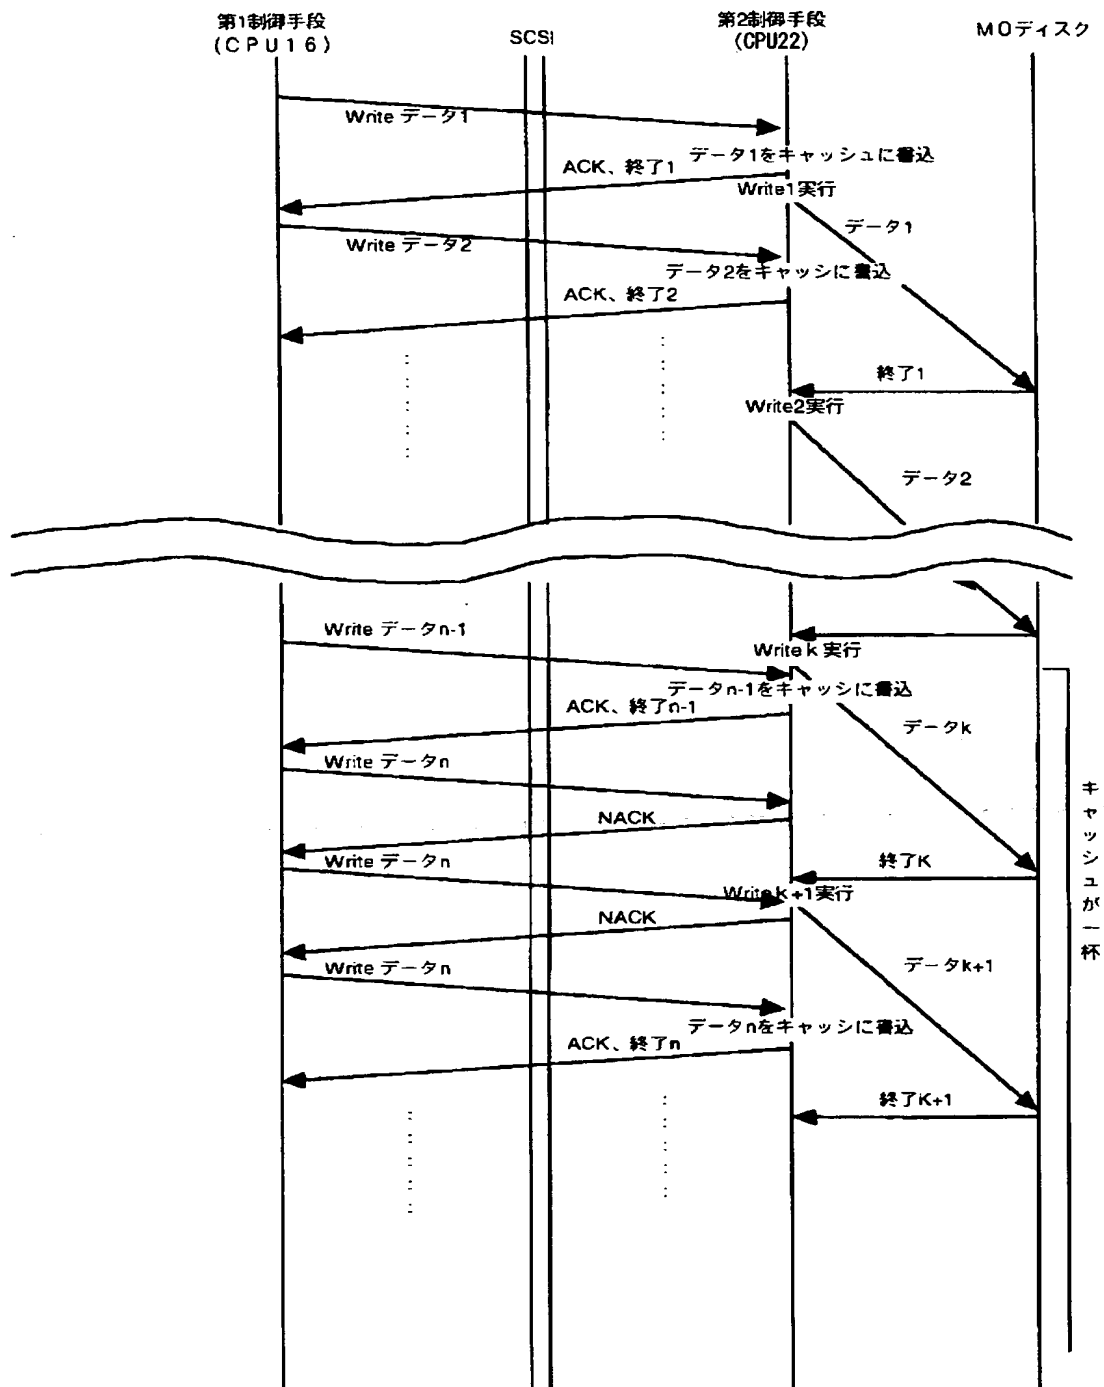 第1制御手段
(CPU16)
SCSI
第2制御手段
(CPU22)
MOディスク
Write データ1
データ1をキャッシュに書込
ACK、終了1
Write1実行
データ1
Write データ2
データ2をキャッシに書込
ACK、終了2
終了1
Write2実行
データ2
Write データn-1
Write k 実行
データn-1をキャッシに書込
ACK、終了n-1
データk
Write データn
NACK
終了K
Write データn
Write k+1実行
NACK
データk+1
Write データn
データnをキャッシに書込
ACK、終了n
終了K+1
キャッシュが一杯